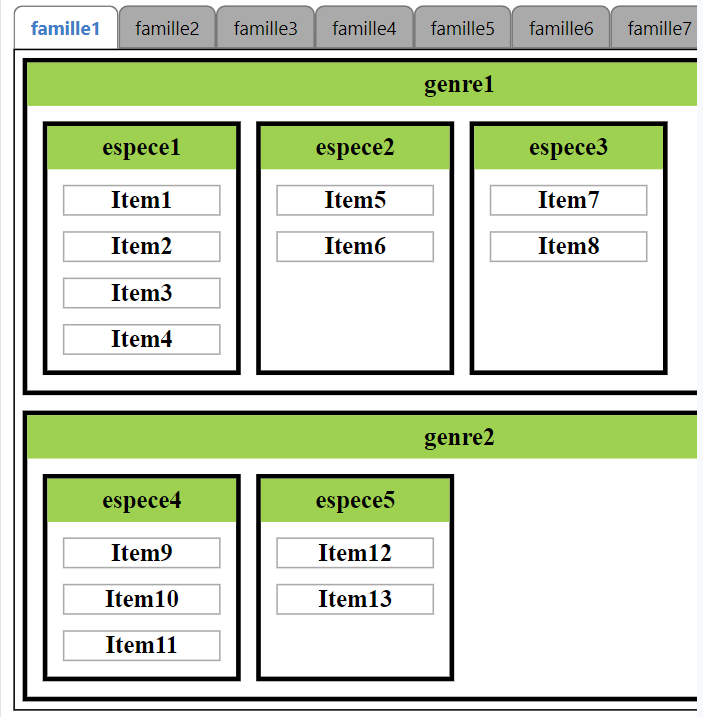 famille1 famille2 famille3 famille4 famille5 famille6 famille7
genre1
espece1 espece2 espece3
Item1 Item5 Item7
Item2 Item6 Item8
Item3
Item4
genre2
espece4 espece5
Item9 Item12
Item10 Item13
Item11